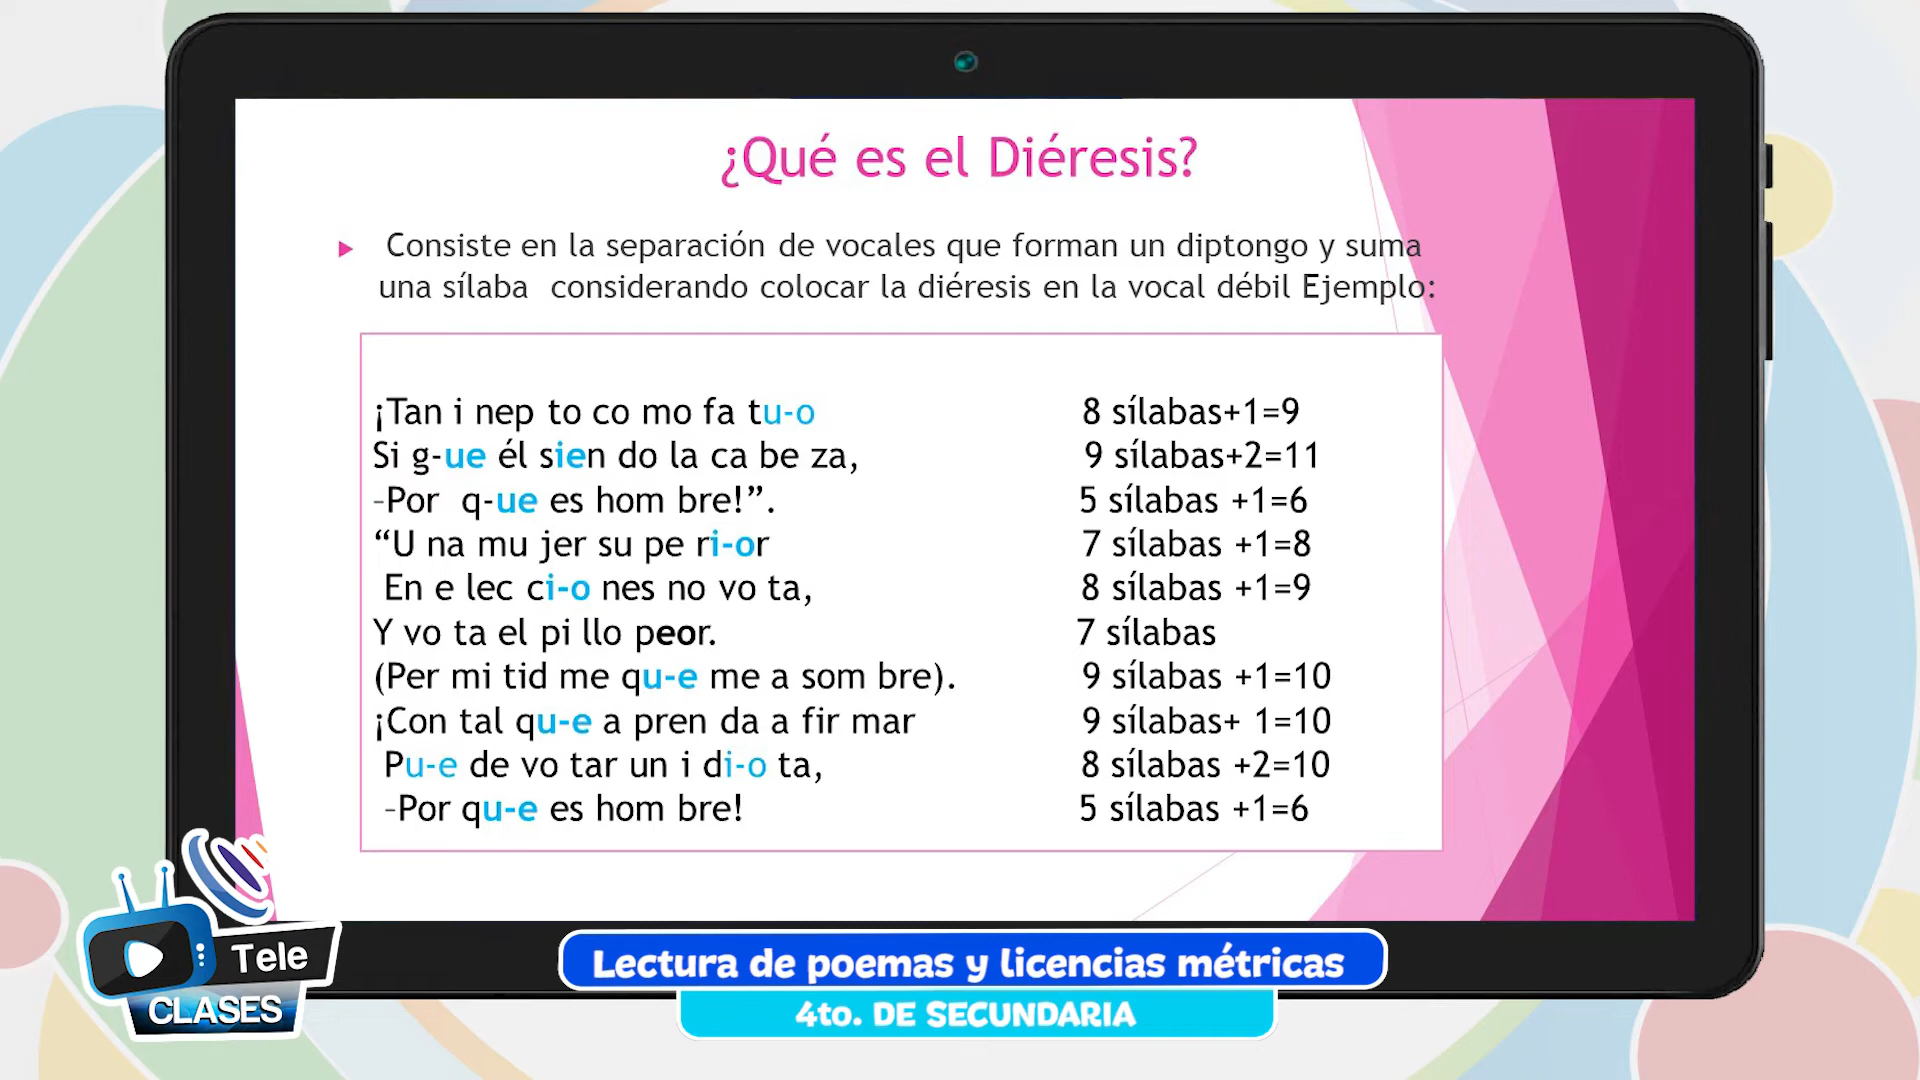 ¿Qué es el Diéresis?
Consiste en la separación de vocales que forman un diptongo y suma
una sílaba considerando colocar la diéresis en la vocal débil Ejemplo:
¡Tan i nep to co mo fa tu-o 8 sílabas+1=9
Si g-ue él sien do la ca be za, 9 sílabas+2=11
-Por q-ue es hom bre!”. 5 sílabas +1=6
“U na mu jer su pe ri-or 7 sílabas +1=8
En e lec ci-o nes no vo ta, 8 sílabas +1=9
Y vo ta el pi llo peor. 7 sílabas
(Per mi tid me qu-e me a som bre). 9 sílabas +1=10
¡Con tal qu-e a pren da a fir mar 9 sílabas+ 1=10
Pu-e de vo tar un i di-o ta, 8 sílabas +2=10
-Por qu-e es hom bre! 5 sílabas +1=6
Tele
CLASES
Lectura de poemas y licencias métricas
4to. DE SECUNDARIA